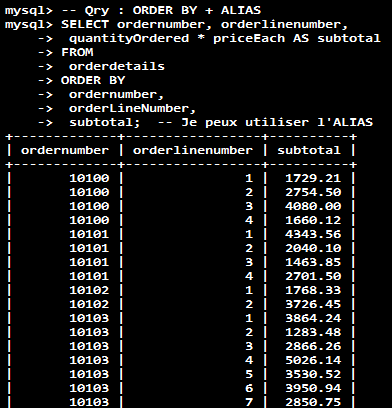 mysql> -- Qry : ORDER BY + ALIAS
mysql> SELECT ordernumber, orderlinenumber,
    -> quantityOrdered * priceEach AS subtotal
    -> FROM
    -> orderdetails
    -> ORDER BY
    -> ordernumber,
    -> orderLineNumber,
    -> subtotal; -- Je peux utiliser l'ALIAS
+-------------+-----------------+----------+
| ordernumber | orderlinenumber | subtotal |
+-------------+-----------------+----------+
| 10100 | 1 | 1729.21 |
| 10100 | 2 | 2754.50 |
| 10100 | 3 | 4080.00 |
| 10100 | 4 | 1660.12 |
| 10101 | 1 | 4343.56 |
| 10101 | 2 | 2040.10 |
| 10101 | 3 | 1463.85 |
| 10101 | 4 | 2701.50 |
| 10102 | 1 | 1768.33 |
| 10102 | 2 | 3726.45 |
| 10103 | 1 | 3864.24 |
| 10103 | 2 | 1283.48 |
| 10103 | 3 | 2866.26 |
| 10103 | 4 | 5026.14 |
| 10103 | 5 | 3530.52 |
| 10103 | 6 | 3950.94 |
| 10103 | 7 | 2850.75 |